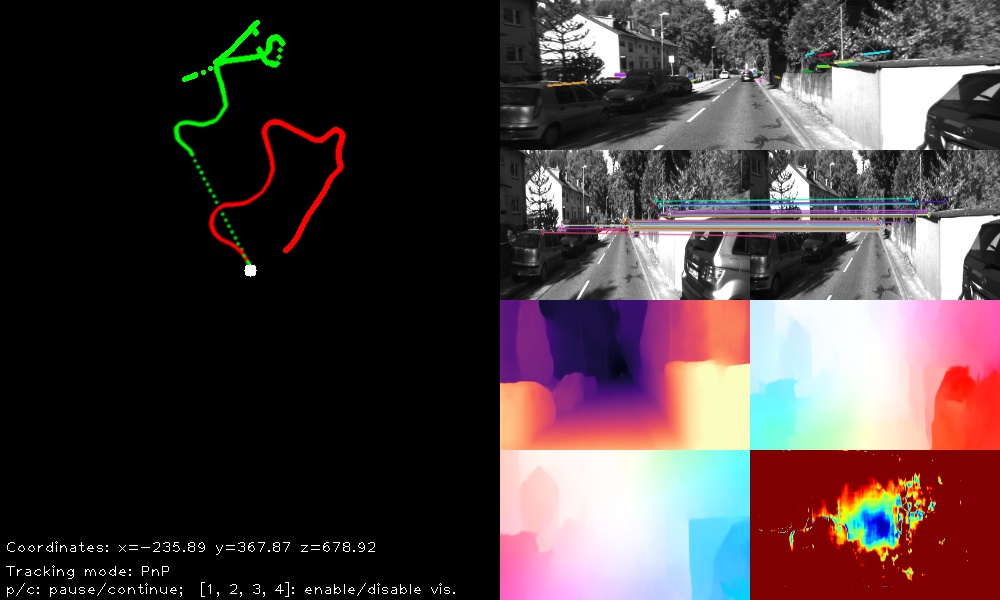 Coordinates: x=−235.89 y=367.87 z=678.92
Tracking mode: PnP
p/c: pause/continue;  [1, 2, 3, 4]: enable/disable vis.